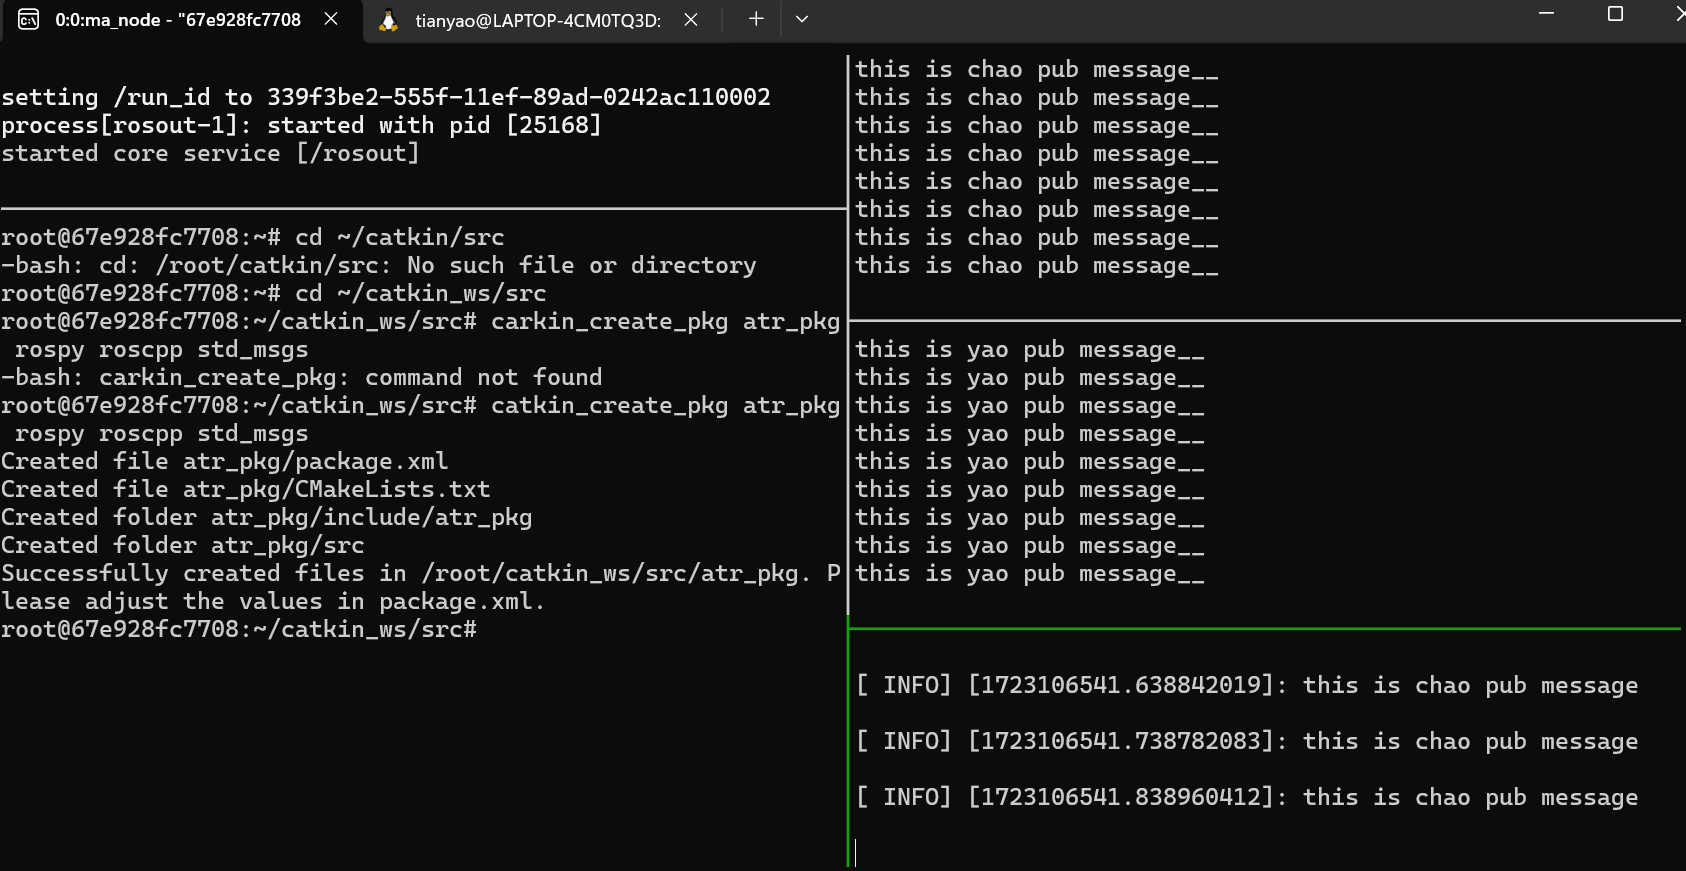 0:0:ma_node - "67e928fc7708
tianyao@LAPTOP-4CM0TQ3D:
setting /run_id to 339f3be2-555f-11ef-89ad-0242ac110002
process[rosout-1]: started with pid [25168]
started core service [/rosout]
root@67e928fc7708:~# cd ~/catkin/src
-bash: cd: /root/catkin/src: No such file or directory
root@67e928fc7708:~# cd ~/catkin_ws/src
root@67e928fc7708:~/catkin_ws/src# carkin_create_pkg atr_pkg
rospy roscpp std_msgs
-bash: carkin_create_pkg: command not found
root@67e928fc7708:~/catkin_ws/src# catkin_create_pkg atr_pkg
rospy roscpp std_msgs
Created file atr_pkg/package.xml
Created file atr_pkg/CMakeLists.txt
Created folder atr_pkg/include/atr_pkg
Created folder atr_pkg/src
Successfully created files in /root/catkin_ws/src/atr_pkg. P
lease adjust the values in package.xml.
root@67e928fc7708:~/catkin_ws/src#
this is chao pub message__
this is chao pub message__
this is chao pub message__
this is chao pub message__
this is chao pub message__
this is chao pub message__
this is chao pub message__
this is chao pub message__
this is yao pub message__
this is yao pub message__
this is yao pub message__
this is yao pub message__
this is yao pub message__
this is yao pub message__
this is yao pub message__
this is yao pub message__
this is yao pub message__
[ INFO] [1723106541.638842019]: this is chao pub message
[ INFO] [1723106541.738782083]: this is chao pub message
[ INFO] [1723106541.838960412]: this is chao pub message